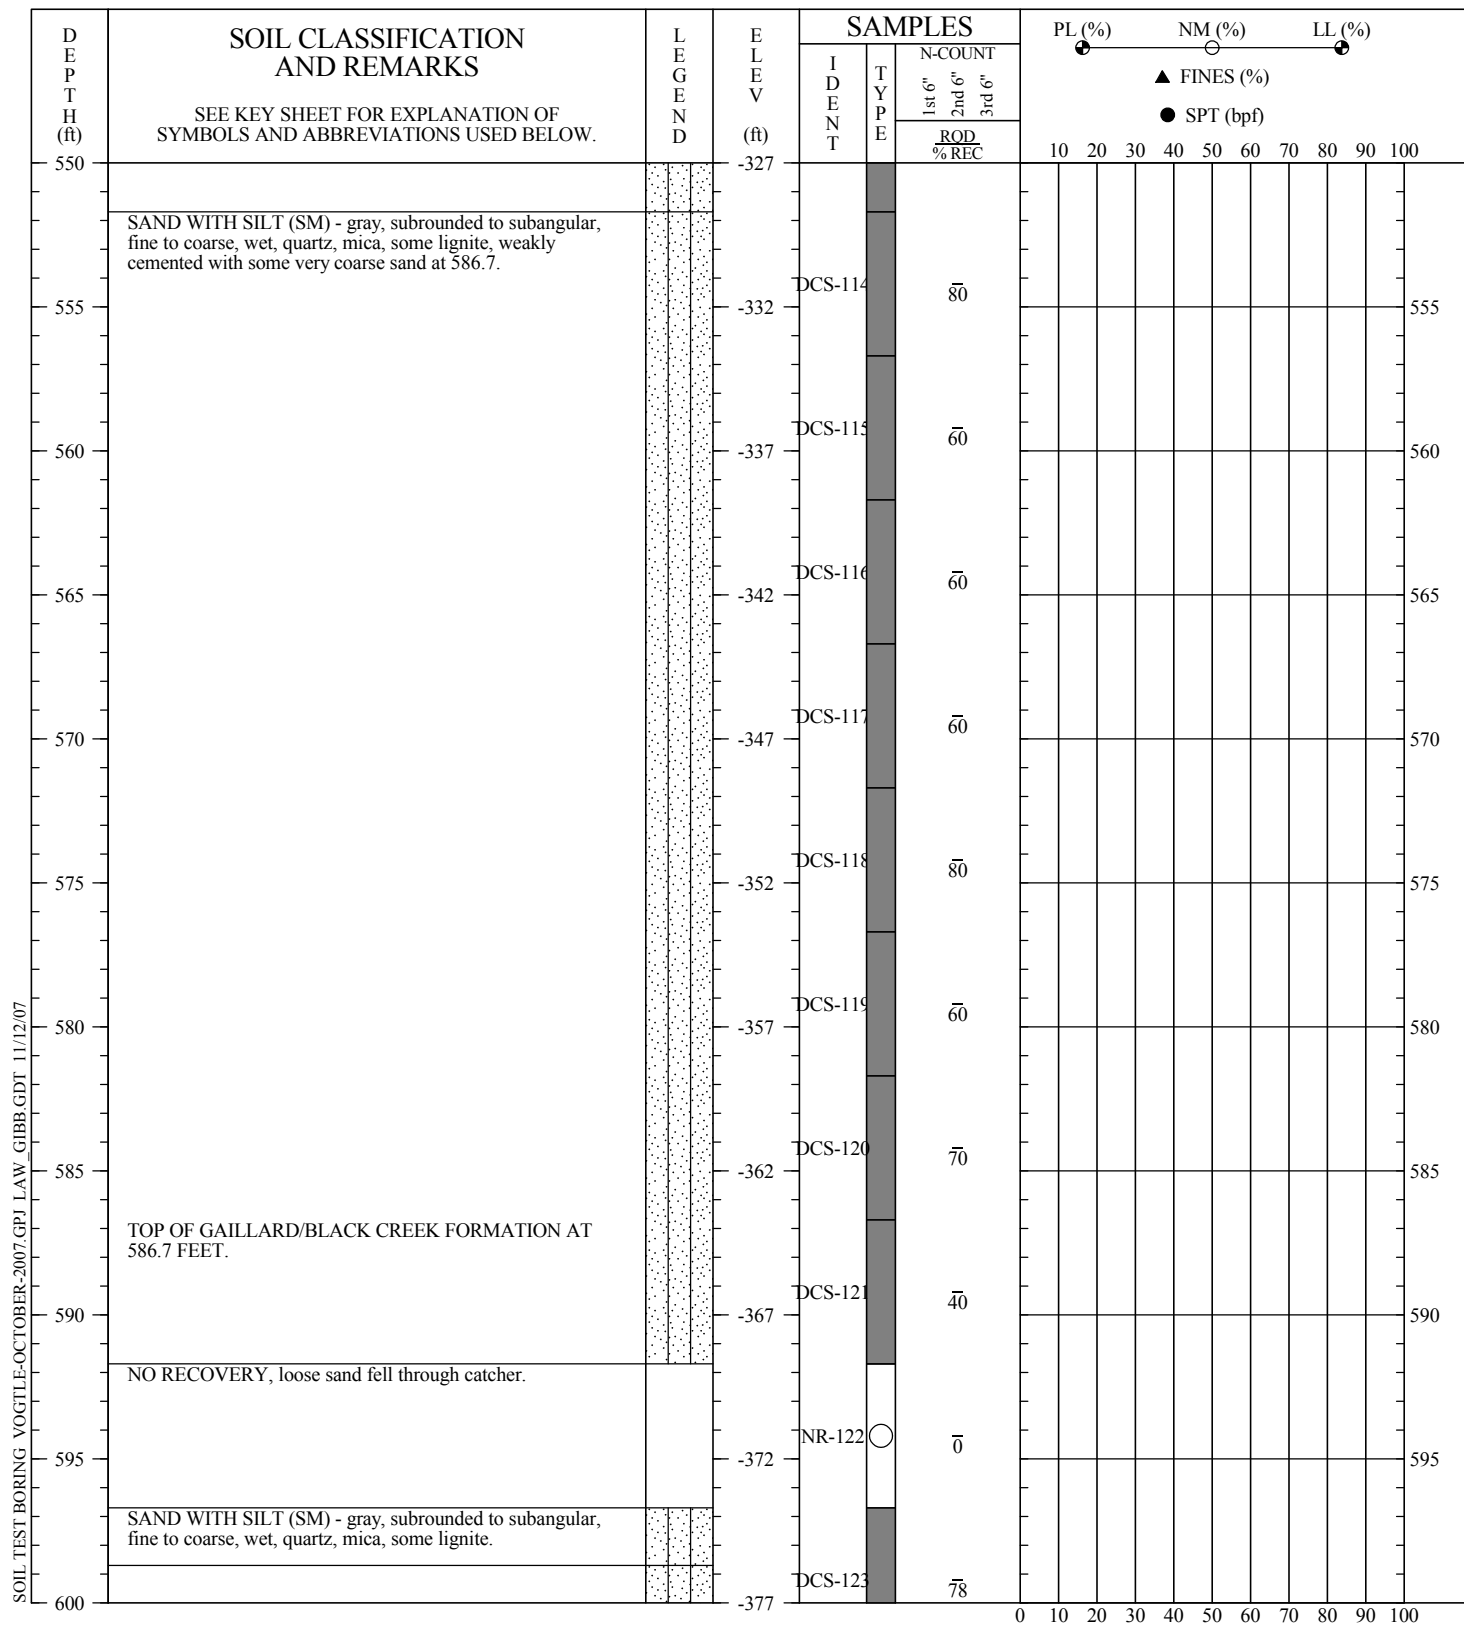 DEPTH (ft)
SOIL CLASSIFICATION
AND REMARKS
SEE KEY SHEET FOR EXPLANATION OF
SYMBOLS AND ABBREVIATIONS USED BELOW.
LEGEND
ELEV (ft)
SAMPLES
IDENT
TYPE
N-COUNT
1st 6"
2nd 6"
3rd 6"
RQD
% REC
PL (%) NM (%) LL (%)
▲ FINES (%)
● SPT (bpf)
10 20 30 40 50 60 70 80 90 100
550 -327
SAND WITH SILT (SM) - gray, subrounded to subangular,
fine to coarse, wet, quartz, mica, some lignite, weakly
cemented with some very coarse sand at 586.7.
DCS-114 80
555 -332 555
DCS-115 60
560 -337 560
DCS-116 60
565 -342 565
DCS-117 60
570 -347 570
DCS-118 80
575 -352 575
DCS-119 60
580 -357 580
DCS-120 70
585 -362 585
TOP OF GAILLARD/BLACK CREEK FORMATION AT
586.7 FEET.
DCS-121 40
590 -367 590
NO RECOVERY, loose sand fell through catcher.
NR-122 0
595 -372 595
SAND WITH SILT (SM) - gray, subrounded to subangular,
fine to coarse, wet, quartz, mica, some lignite.
DCS-123 78
600 -377
0 10 20 30 40 50 60 70 80 90 100
SOIL TEST BORING VOGTLE-OCTOBER-2007.GPJ LAW_GIBB.GDT 11/12/07